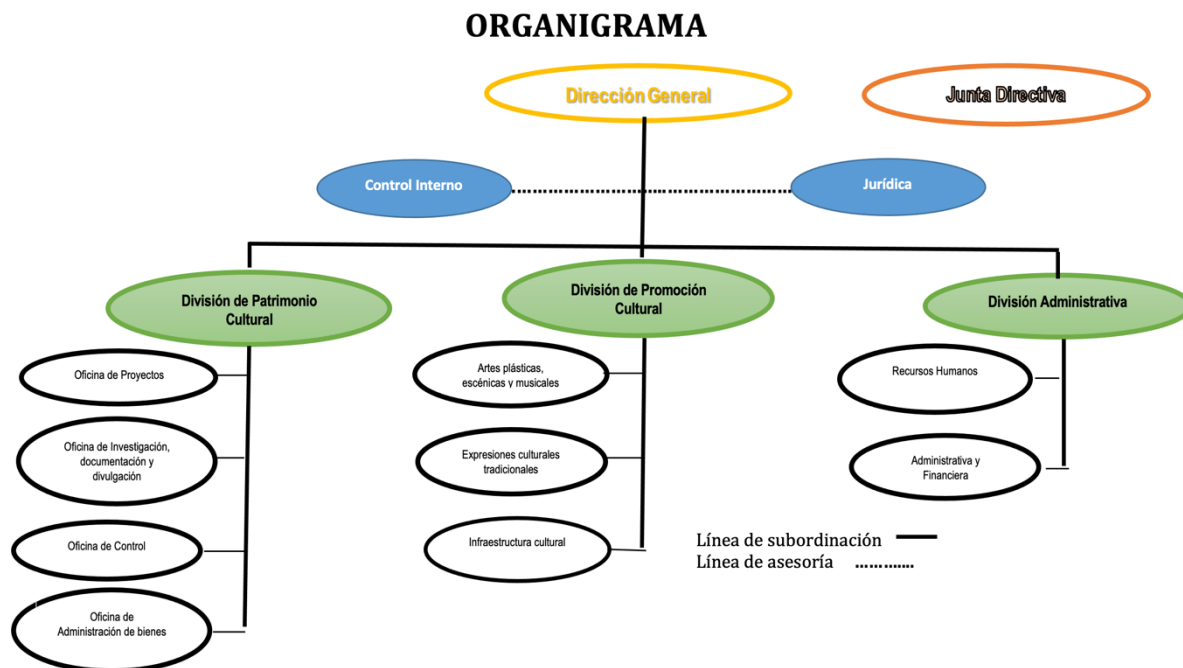 ORGANIGRAMA
Dirección General
Junta Directiva
Control Interno
Jurídica
División de Patrimonio
Cultural
División de Promoción
Cultural
División Administrativa
Oficina de Proyectos
Oficina de Investigación,
documentación y
divulgación
Oficina de Control
Oficina de
Administración de bienes
Artes plásticas,
escénicas y musicales
Expresiones culturales
tradicionales
Infraestructura cultural
Recursos Humanos
Administrativa y
Financiera
Línea de subordinación
Línea de asesoría